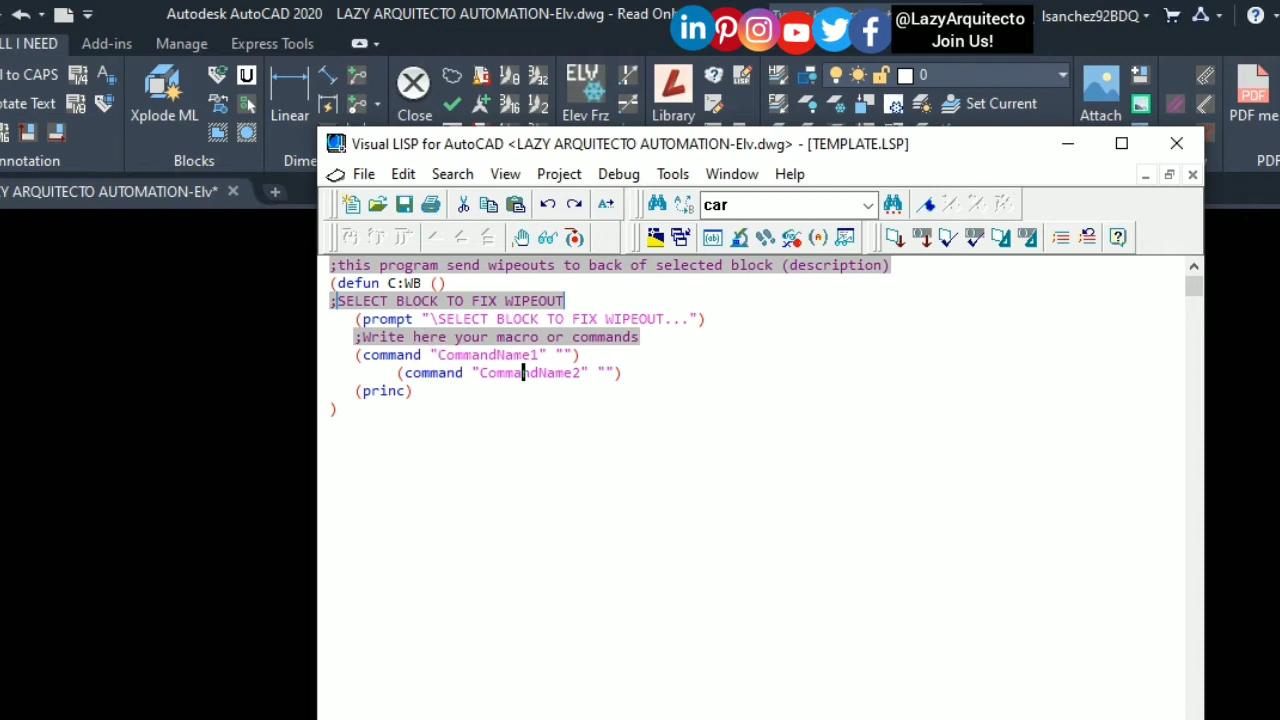 Autodesk AutoCAD 2020 LAZY ARQUITECTO AUTOMATION-Elv.dwg - Read Onl
lsanchez92BDQ
@LazyArquitecto
Join Us!
LL I NEED Add-ins Manage Express Tools
l to CAPS
otate Text
Xplode ML
Linear
Close
ELV
Elev Frz
Library
0
Set Current
Attach
PDF
PDF me
nnotation
Blocks
Dime
PDF
ZY ARQUITECTO AUTOMATION-Elv*
Visual LISP for AutoCAD <LAZY ARQUITECTO AUTOMATION-Elv.dwg> - [TEMPLATE.LSP]
File Edit Search View Project Debug Tools Window Help
car
;this program send wipeouts to back of selected block (description)
(defun C:WB ()
;SELECT BLOCK TO FIX WIPEOUT
(prompt "\SELECT BLOCK TO FIX WIPEOUT...")
;Write here your macro or commands
(command "CommandName1" "")
(command "CommandName2" "")
(princ)
)